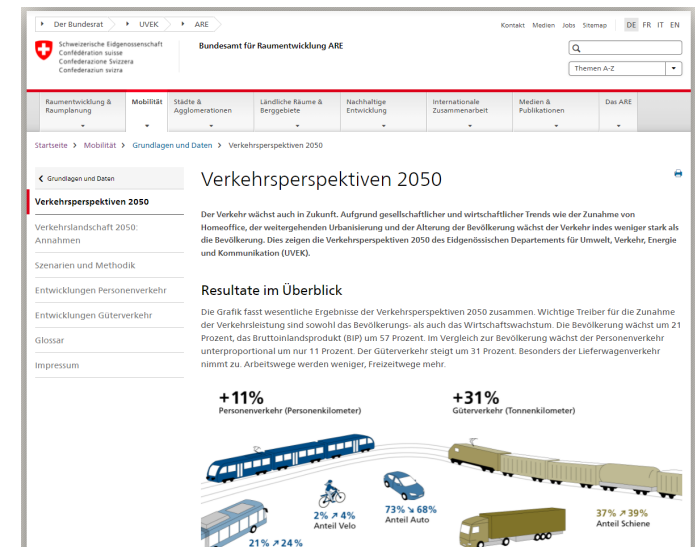 Der Bundesrat UVEK ARE
Kontakt Medien Jobs Sitemap DE FR IT EN
Schweizerische Eidgenossenschaft
Confédération suisse
Confederazione Svizzera
Confederaziun svizra
Bundesamt für Raumentwicklung ARE
Themen A-Z
Raumentwicklung &
Raumplanung
Mobilität
Städte &
Agglomerationen
Ländliche Räume &
Berggebiete
Nachhaltige
Entwicklung
Internationale
Zusammenarbeit
Medien &
Publikationen
Das ARE
Startseite > Mobilität > Grundlagen und Daten > Verkehrsperspektiven 2050
Grundlagen und Daten
Verkehrsperspektiven 2050
Verkehrslandschaft 2050:
Annahmen
Szenarien und Methodik
Entwicklungen Personenverkehr
Entwicklungen Güterverkehr
Glossar
Impressum
Verkehrsperspektiven 2050
Der Verkehr wächst auch in Zukunft. Aufgrund gesellschaftlicher und wirtschaftlicher Trends wie der Zunahme von
Homeoffice, der weitergehenden Urbanisierung und der Alterung der Bevölkerung wächst der Verkehr indes weniger stark als
die Bevölkerung. Dies zeigen die Verkehrsperspektiven 2050 des Eidgenössischen Departements für Umwelt, Verkehr, Energie
und Kommunikation (UVEK).
Resultate im Überblick
Die Grafik fasst wesentliche Ergebnisse der Verkehrsperspektiven 2050 zusammen. Wichtige Treiber für die Zunahme
der Verkehrsleistung sind sowohl das Bevölkerungs- als auch das Wirtschaftswachstum. Die Bevölkerung wächst um 21
Prozent, das Bruttoinlandsprodukt (BIP) um 57 Prozent. Im Vergleich zur Bevölkerung wächst der Personenverkehr
unterproportional um nur 11 Prozent. Der Güterverkehr steigt um 31 Prozent. Besonders der Lieferwagenverkehr
nimmt zu. Arbeitswege werden weniger, Freizeitwege mehr.
+11%
Personenverkehr (Personenkilometer)
+31%
Güterverkehr (Tonnenkilometer)
2% ↗ 4%
Anteil Velo
73% ↘ 68%
Anteil Auto
37% ↗ 39%
Anteil Schiene
21% ↗ 24%